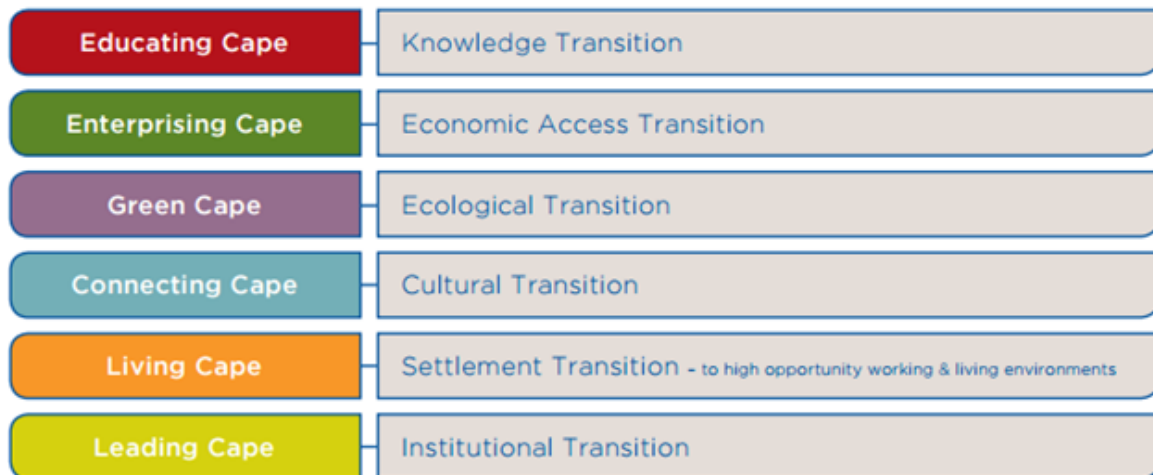 Educating Cape
Knowledge Transition
Enterprising Cape
Economic Access Transition
Green Cape
Ecological Transition
Connecting Cape
Cultural Transition
Living Cape
Settlement Transition - to high opportunity working & living environments
Leading Cape
Institutional Transition